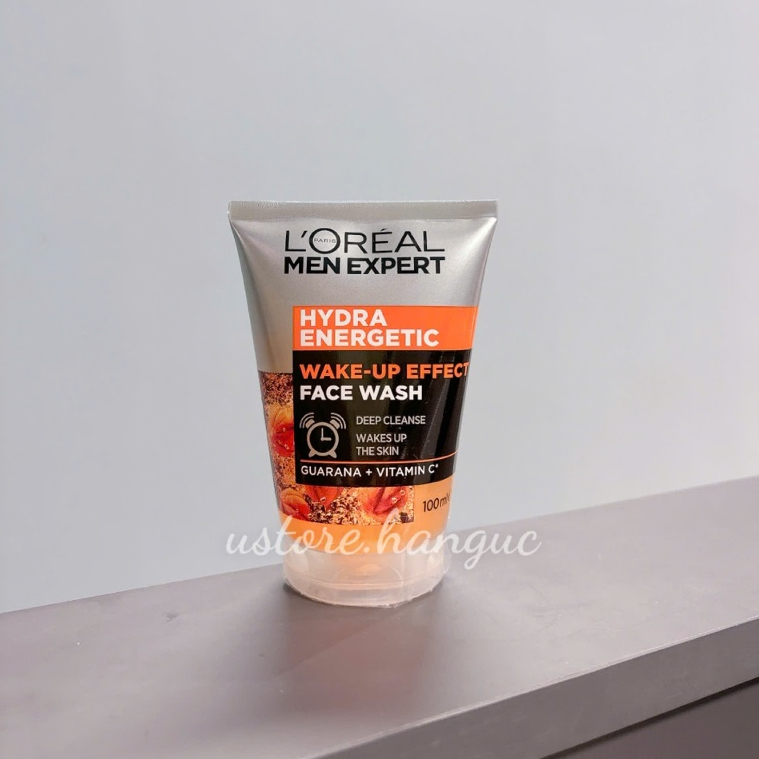 L'ORÉAL
PARIS
MEN EXPERT
HYDRA
ENERGETIC
WAKE-UP EFFECT
FACE WASH
DEEP CLEANSE
WAKES UP
THE SKIN
GUARANA + VITAMIN C*
100ml
ustore.hanguc